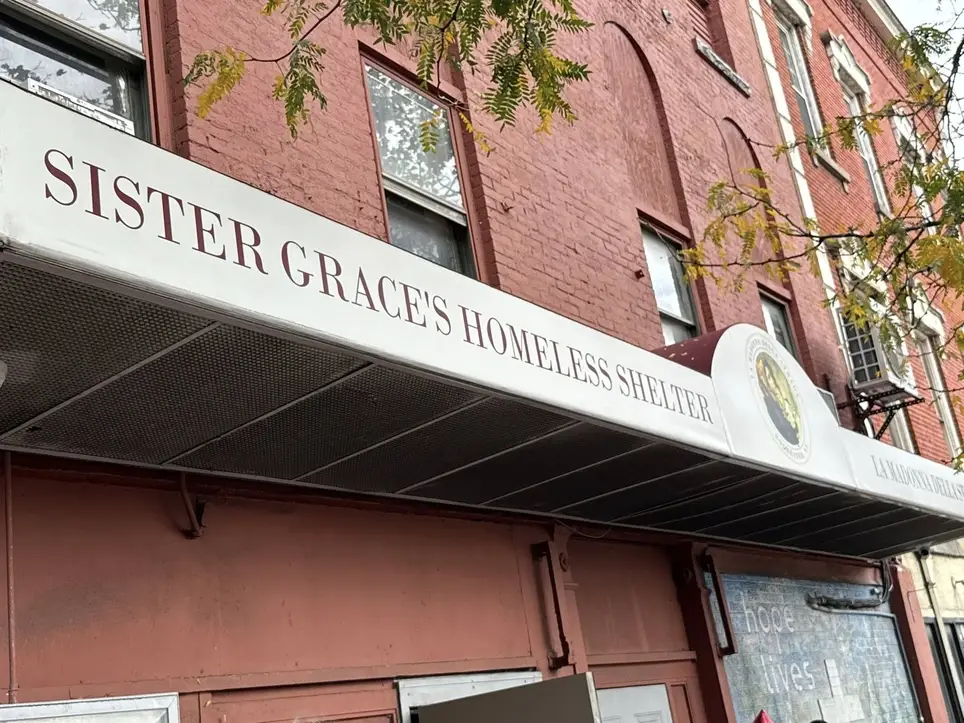 SISTER GRACE'S HOMELESS SHELTER
LA MADONNA DELLA
hope
lives